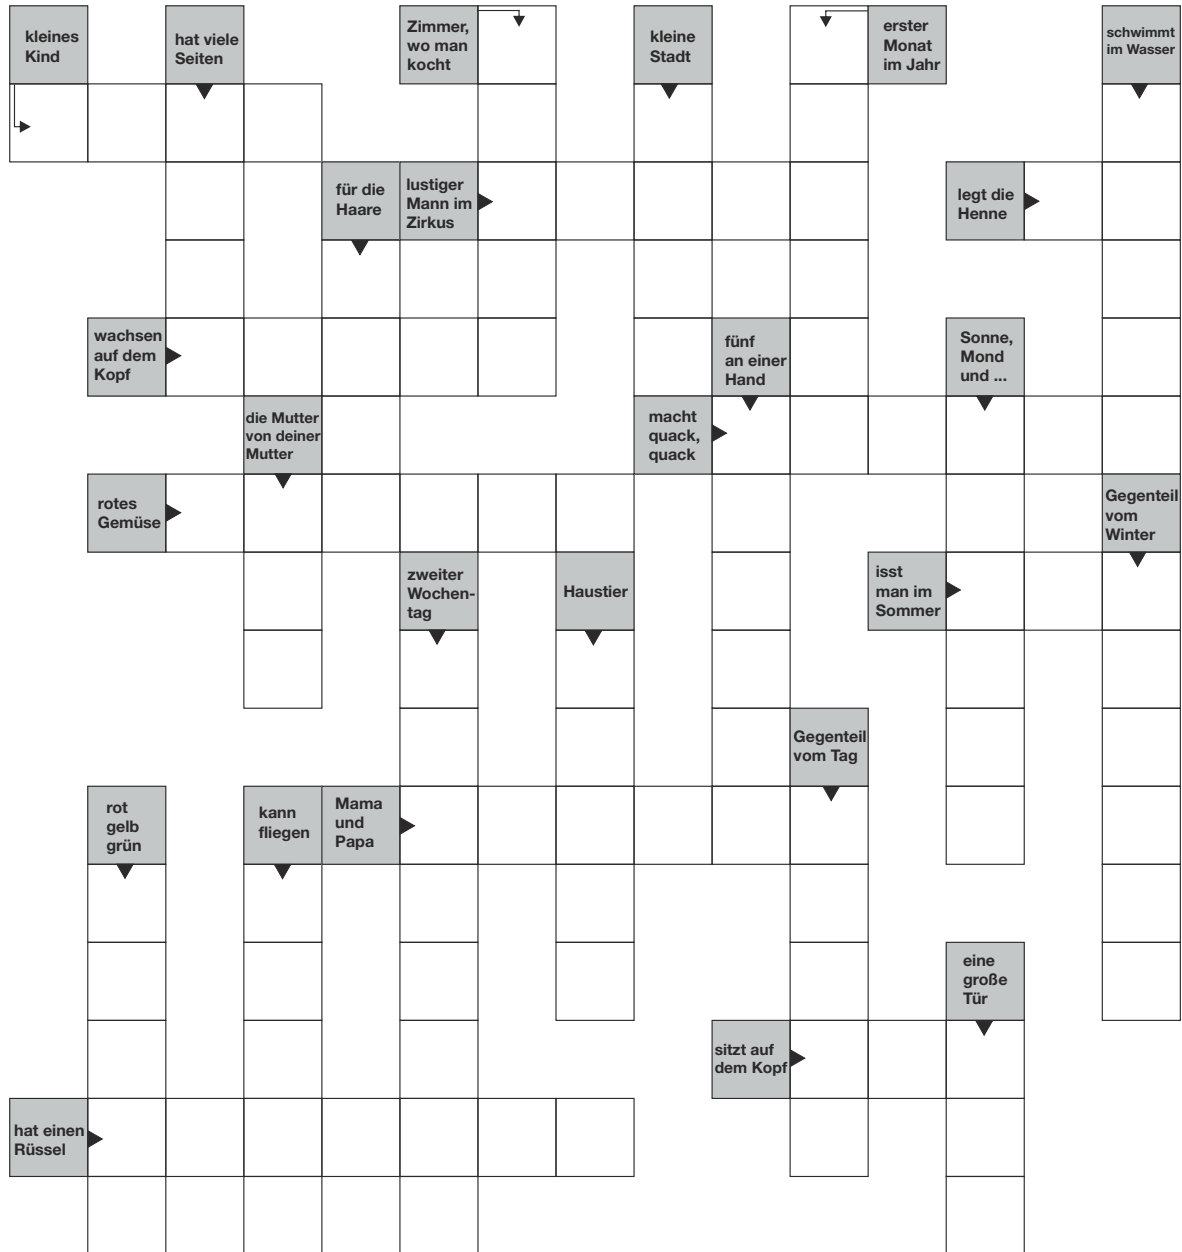 kleines
Kind
hat viele
Seiten
Zimmer,
wo man
kocht
kleine
Stadt
erster
Monat
im Jahr
schwimmt
im Wasser
für die
Haare
lustiger
Mann im
Zirkus
legt die
Henne
wachsen
auf dem
Kopf
fünf
an einer
Hand
Sonne,
Mond
und ...
die Mutter
von deiner
Mutter
macht
quack,
quack
rotes
Gemüse
Gegenteil
vom
Winter
zweiter
Wochen-
tag
Haustier
isst
man im
Sommer
Gegenteil
vom Tag
rot
gelb
grün
kann
fliegen
Mama
und
Papa
eine
große
Tür
sitzt auf
dem Kopf
hat einen
Rüssel